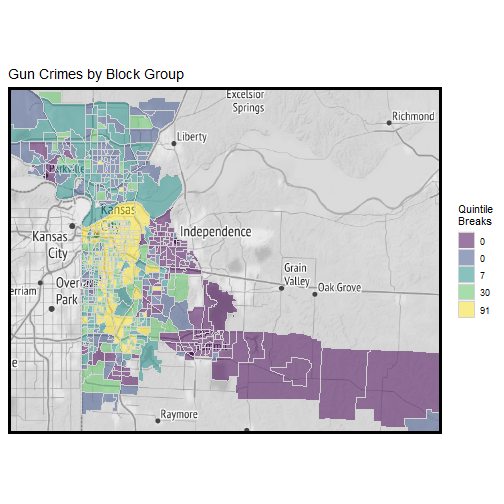 Gun Crimes by Block Group
Excelsior
Springs
Richmond
Liberty
Parkville
Kansas
City
Independence
Kansas
City
Grain
Valley
Oak Grove
Overl
erriam
Park
e
Raymore
Quintile
Breaks
0
0
7
30
91